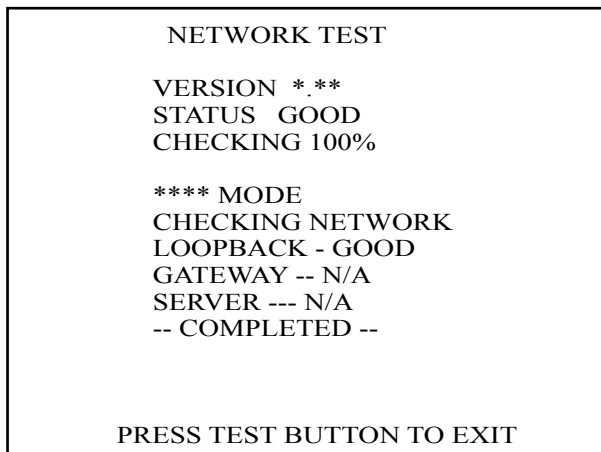 NETWORK TEST
VERSION *.**
STATUS GOOD
CHECKING 100%
**** MODE
CHECKING NETWORK
LOOPBACK - GOOD
GATEWAY -- N/A
SERVER --- N/A
-- COMPLETED --
PRESS TEST BUTTON TO EXIT